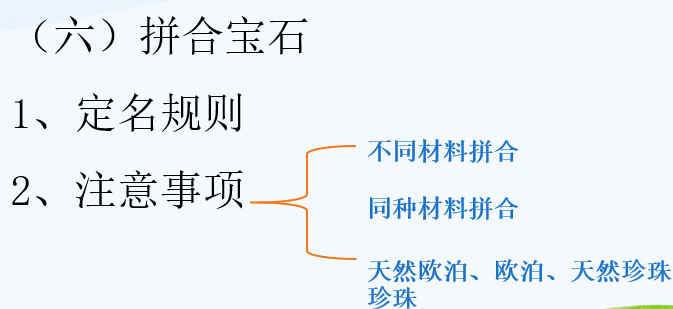 （六）拼合宝石
1、定名规则
2、注意事项
不同材料拼合
同种材料拼合
天然欧泊、欧泊、天然珍珠
珍珠